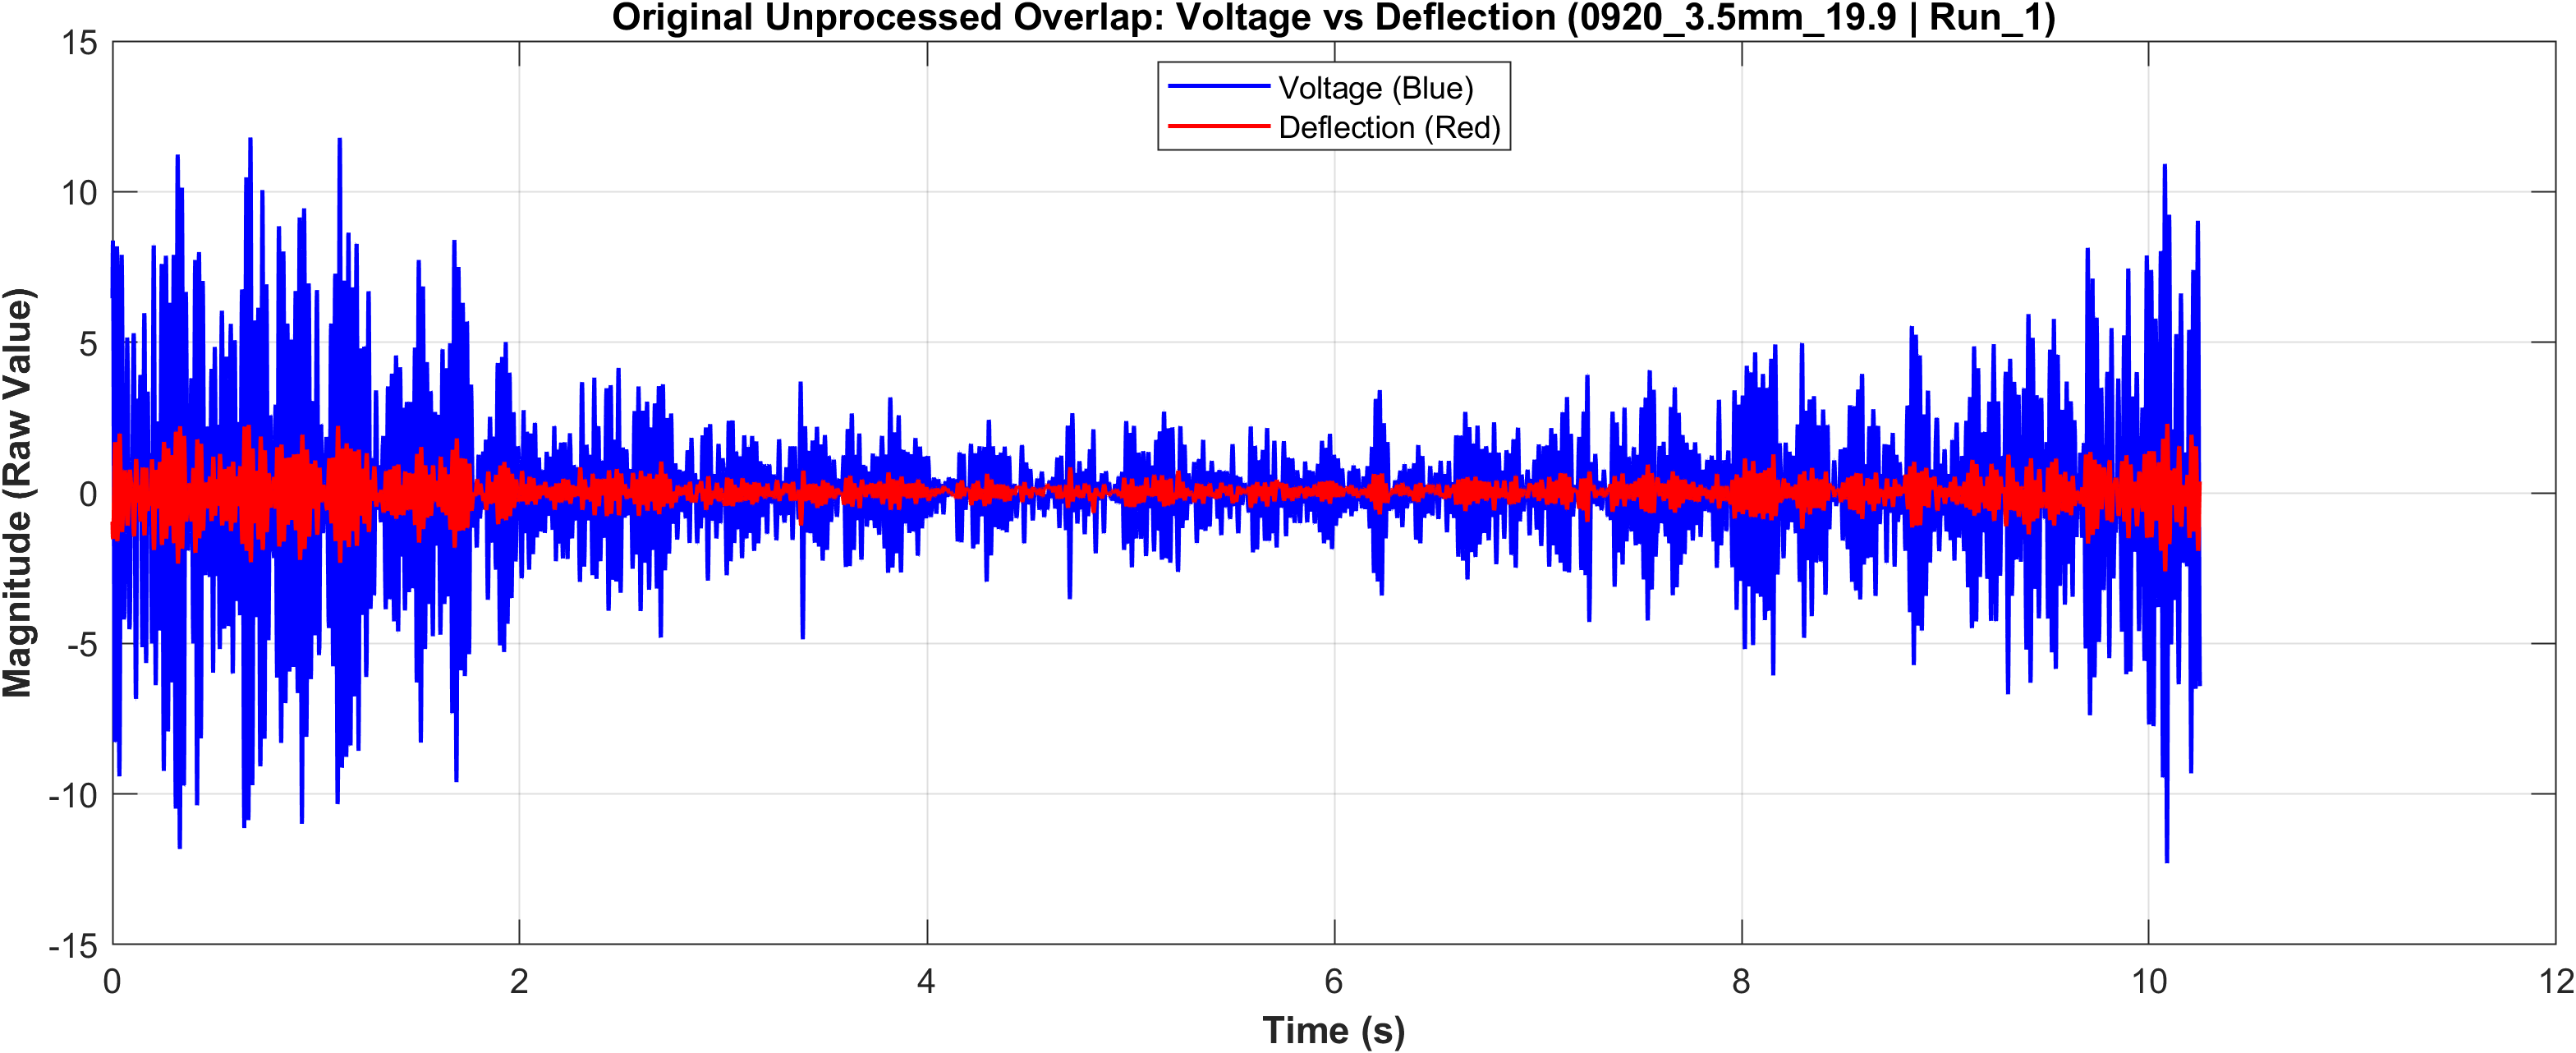 Original Unprocessed Overlap: Voltage vs Deflection (0920_3.5mm_19.9 | Run_1)
Voltage (Blue)
Deflection (Red)
Magnitude (Raw Value)
15
10
5
0
-5
-10
-15
0 2 4 6 8 10 12
Time (s)